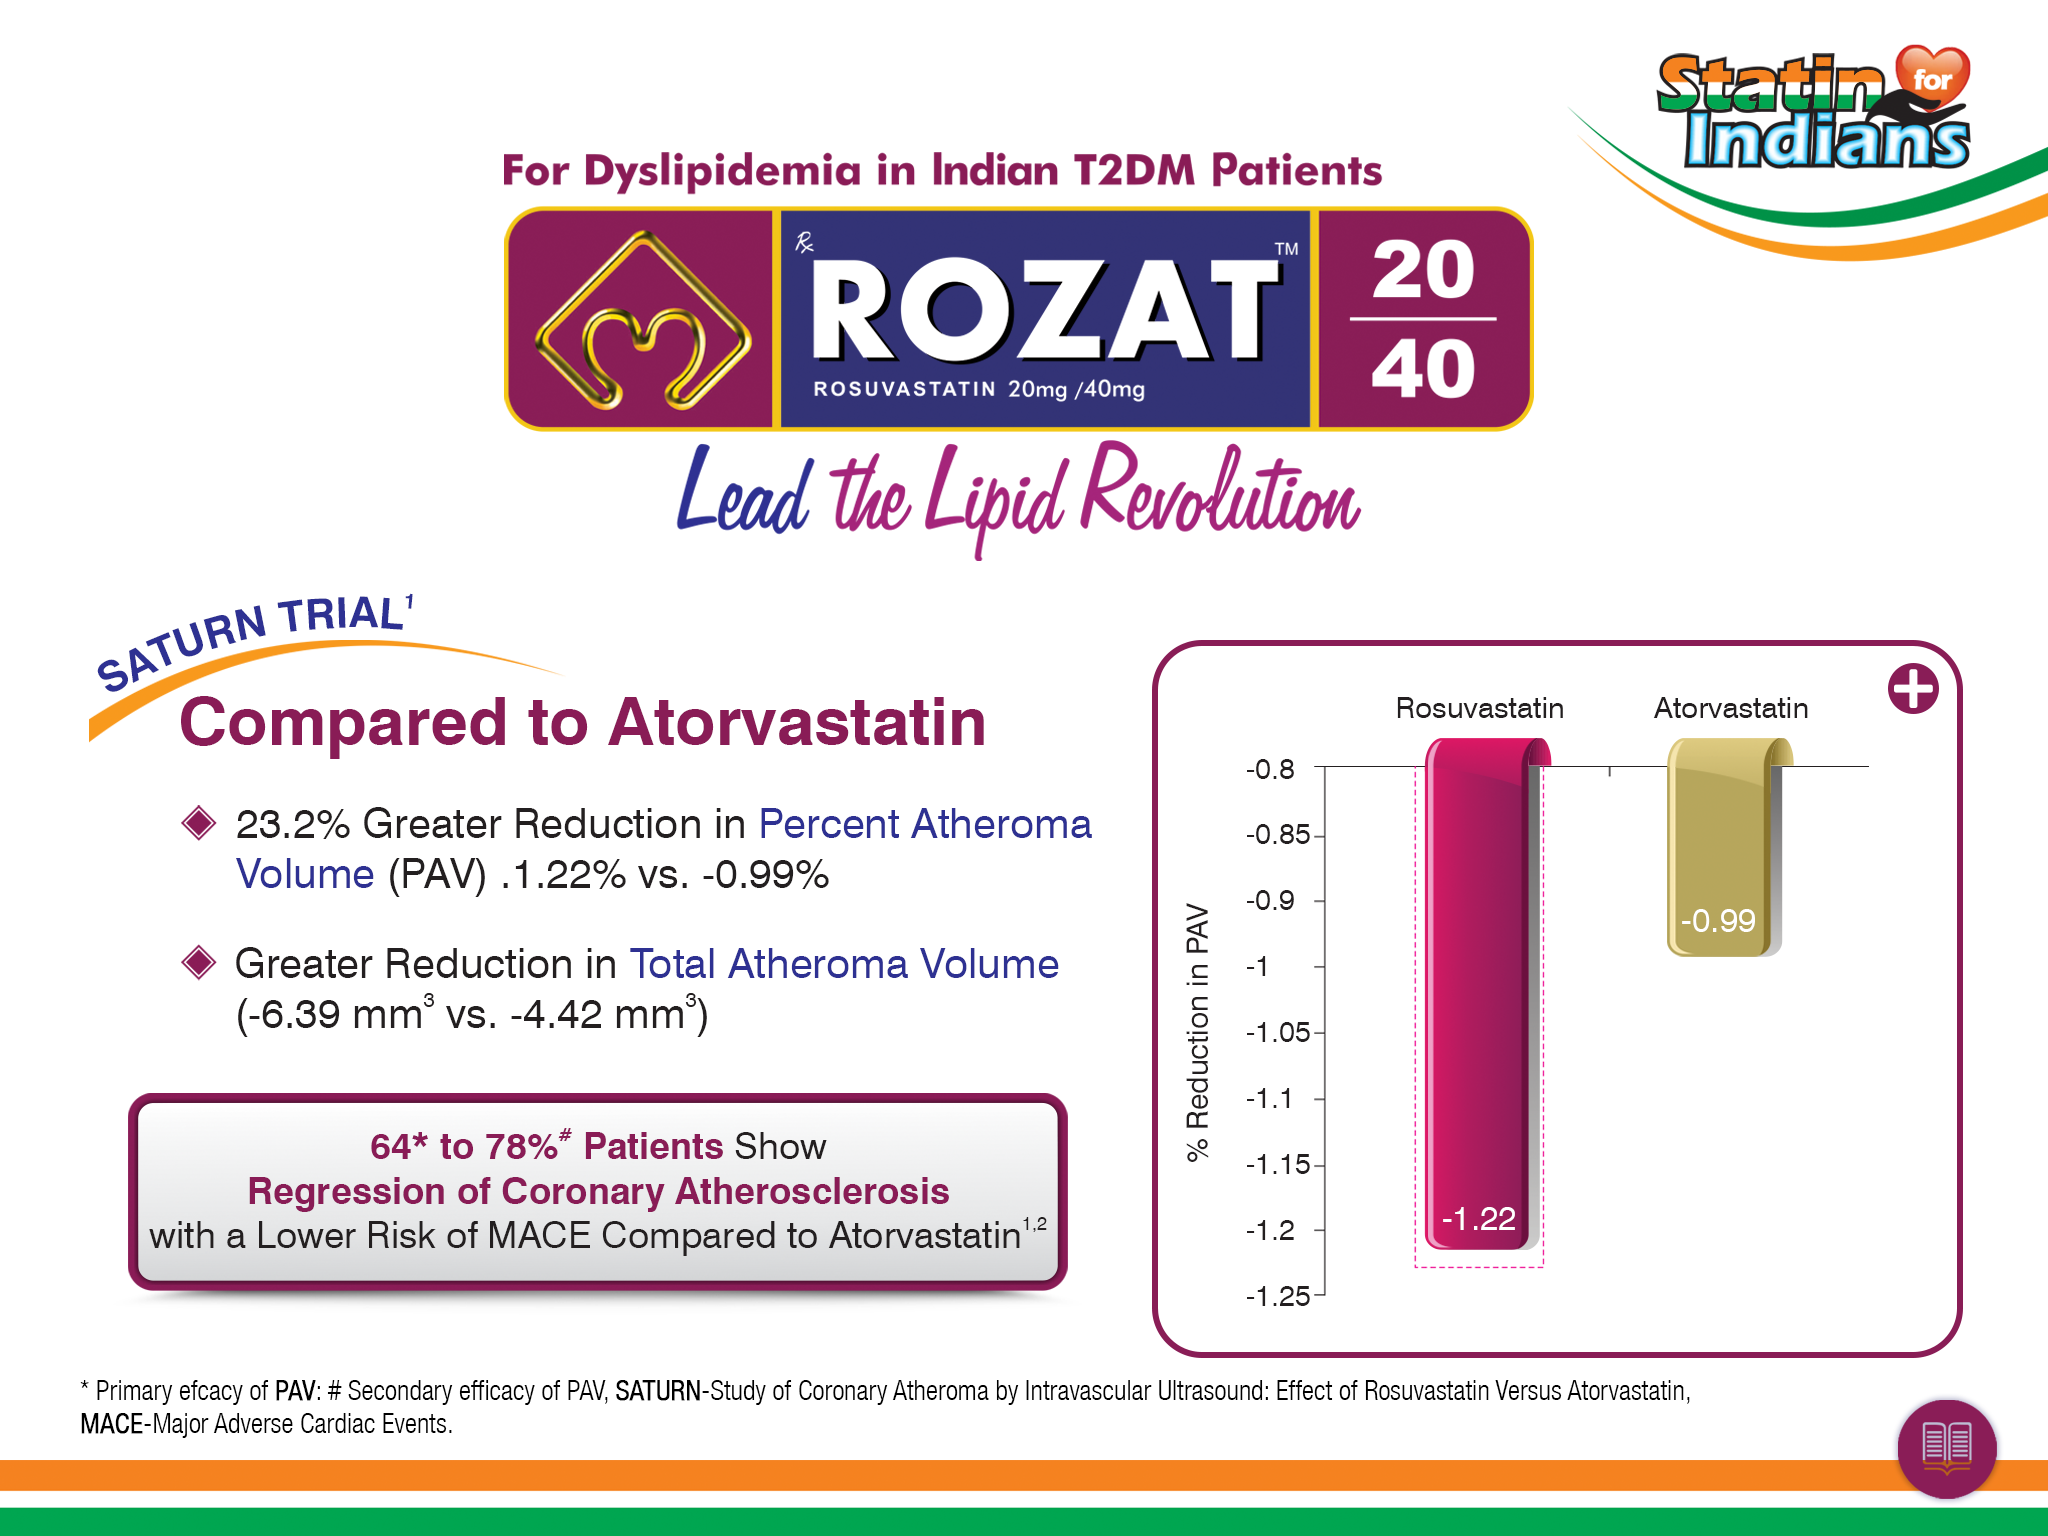 Statin for
Indians
For Dyslipidemia in Indian T2DM Patients
Rx ROZAT™
ROSUVASTATIN 20mg /40mg
20
40
Lead the Lipid Revolution
SATURN TRIAL¹
Compared to Atorvastatin
23.2% Greater Reduction in Percent Atheroma
Volume (PAV) .1.22% vs. -0.99%
Greater Reduction in Total Atheroma Volume
(-6.39 mm³ vs. -4.42 mm³)
64* to 78%# Patients Show
Regression of Coronary Atherosclerosis
with a Lower Risk of MACE Compared to Atorvastatin¹,²
Rosuvastatin Atorvastatin
% Reduction in PAV
-0.8
-0.85
-0.9
-1
-1.05
-1.1
-1.15
-1.2
-1.25
-1.22
-0.99
* Primary efcacy of PAV: # Secondary efficacy of PAV, SATURN-Study of Coronary Atheroma by Intravascular Ultrasound: Effect of Rosuvastatin Versus Atorvastatin,
MACE-Major Adverse Cardiac Events.